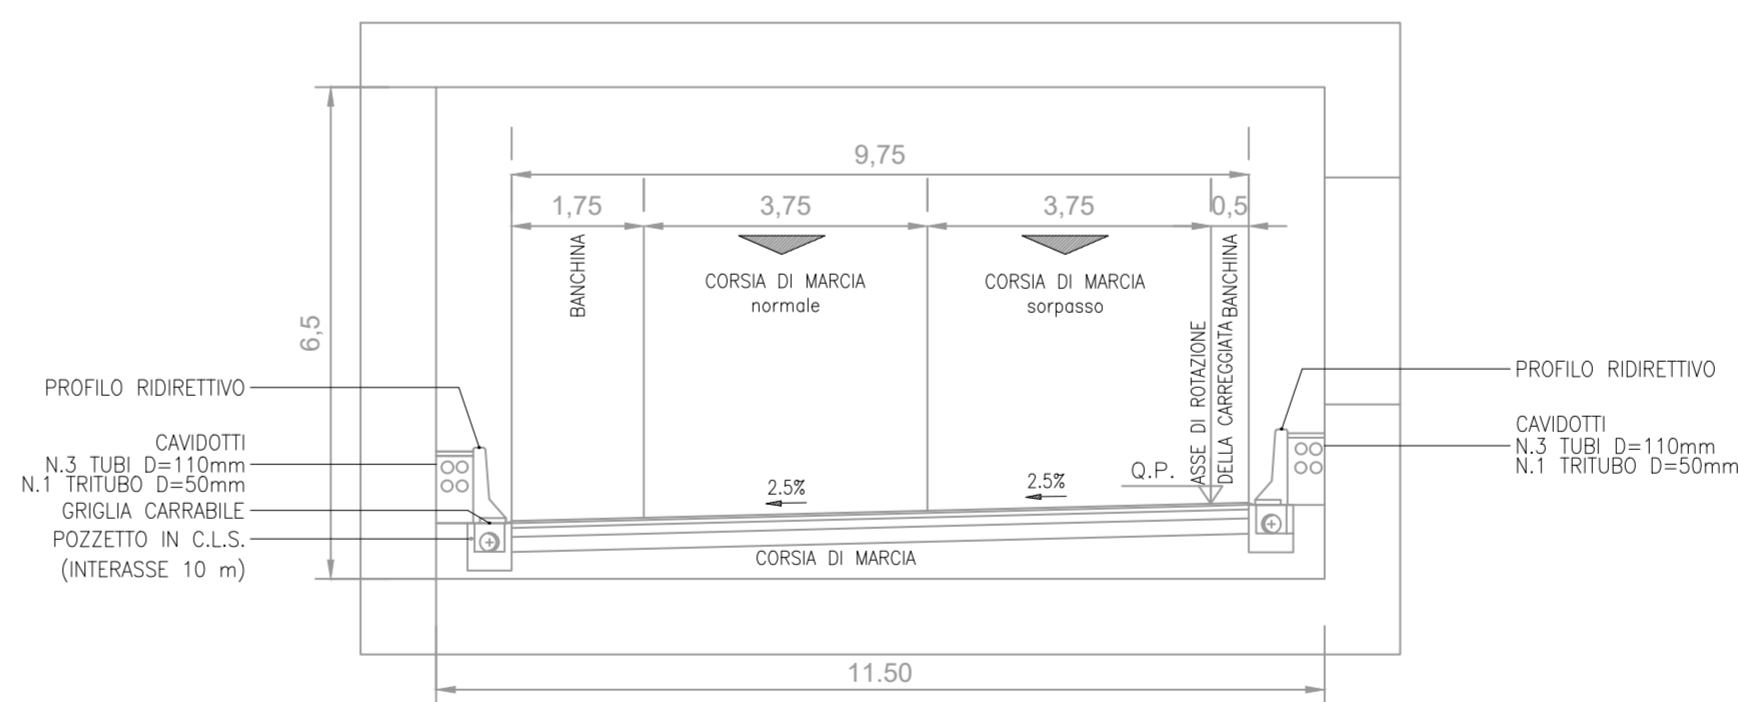 9,75
1,75
3,75
3,75
0,5
BANCHINA
CORSIA DI MARCIA
normale
CORSIA DI MARCIA
sorpasso
BANCHINA
ASSE DI ROTAZIONE
DELLA CARREGGIATA
6,5
PROFILO RIDIRETTIVO
CAVIDOTTI
N.3 TUBI D=110mm
N.1 TRITUBO D=50mm
GRIGLIA CARRABILE
POZZETTO IN C.L.S.
(INTERASSE 10 m)
2.5%
2.5%
Q.P.
CORSIA DI MARCIA
PROFILO RIDIRETTIVO
CAVIDOTTI
N.3 TUBI D=110mm
N.1 TRITUBO D=50mm
11.50